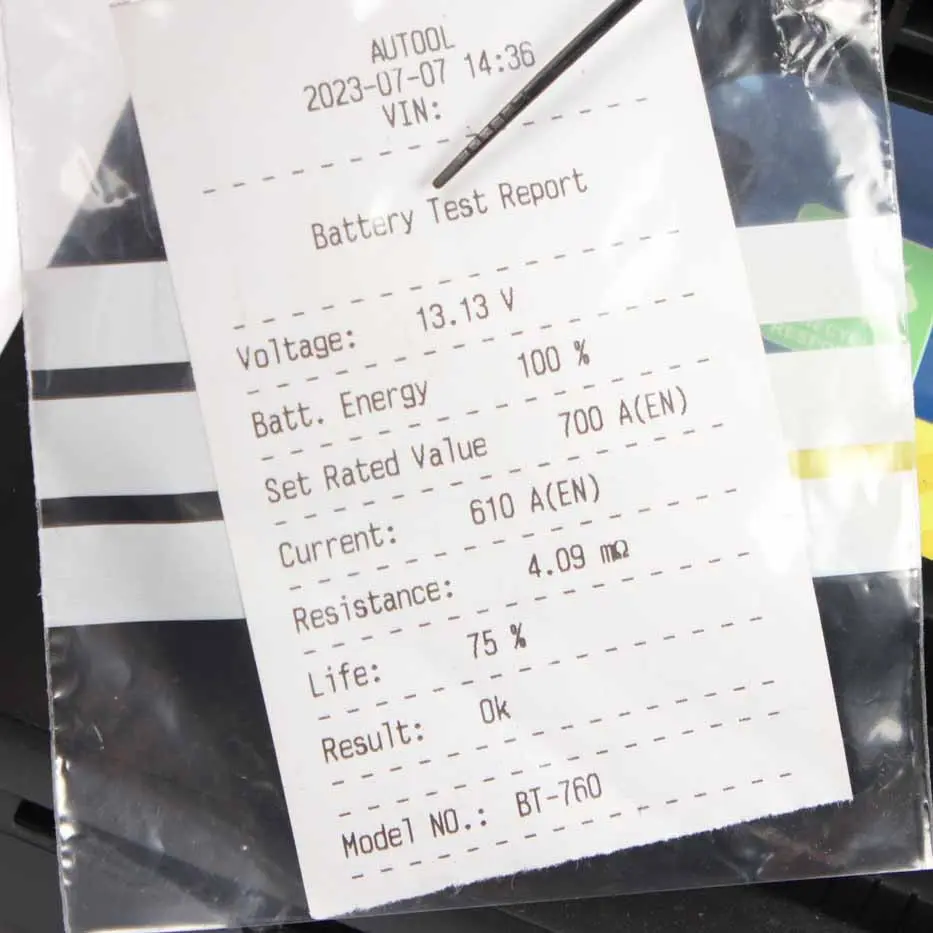 AUTOOL
2023-07-07 14:36
VIN:
Battery Test Report
Voltage: 13.13 V
Batt. Energy 100 %
Set Rated Value 700 A(EN)
Current: 610 A(EN)
Resistance: 4.09 mΩ
Life: 75 %
Result: Ok
Model NO.: BT-760